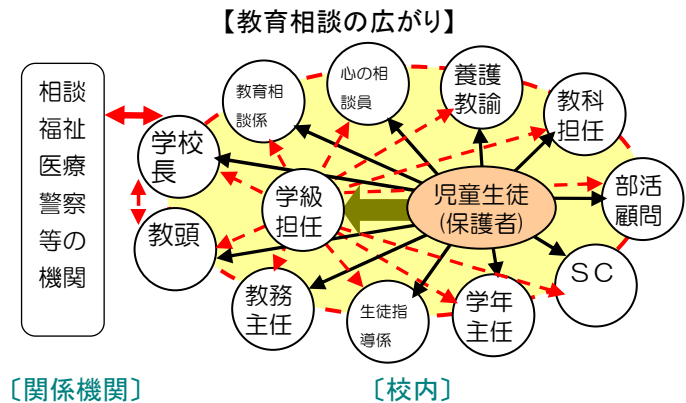 【教育相談の広がり】
相談
福祉
医療
警察
等の
機関
学校
長
教頭
教育相
談係
心の相
談員
養護
教諭
教科
担任
部活
顧問
ＳＣ
学年
主任
生徒指
導係
教務
主任
学級
担任
児童生徒
(保護者)
〔関係機関〕
〔校内〕